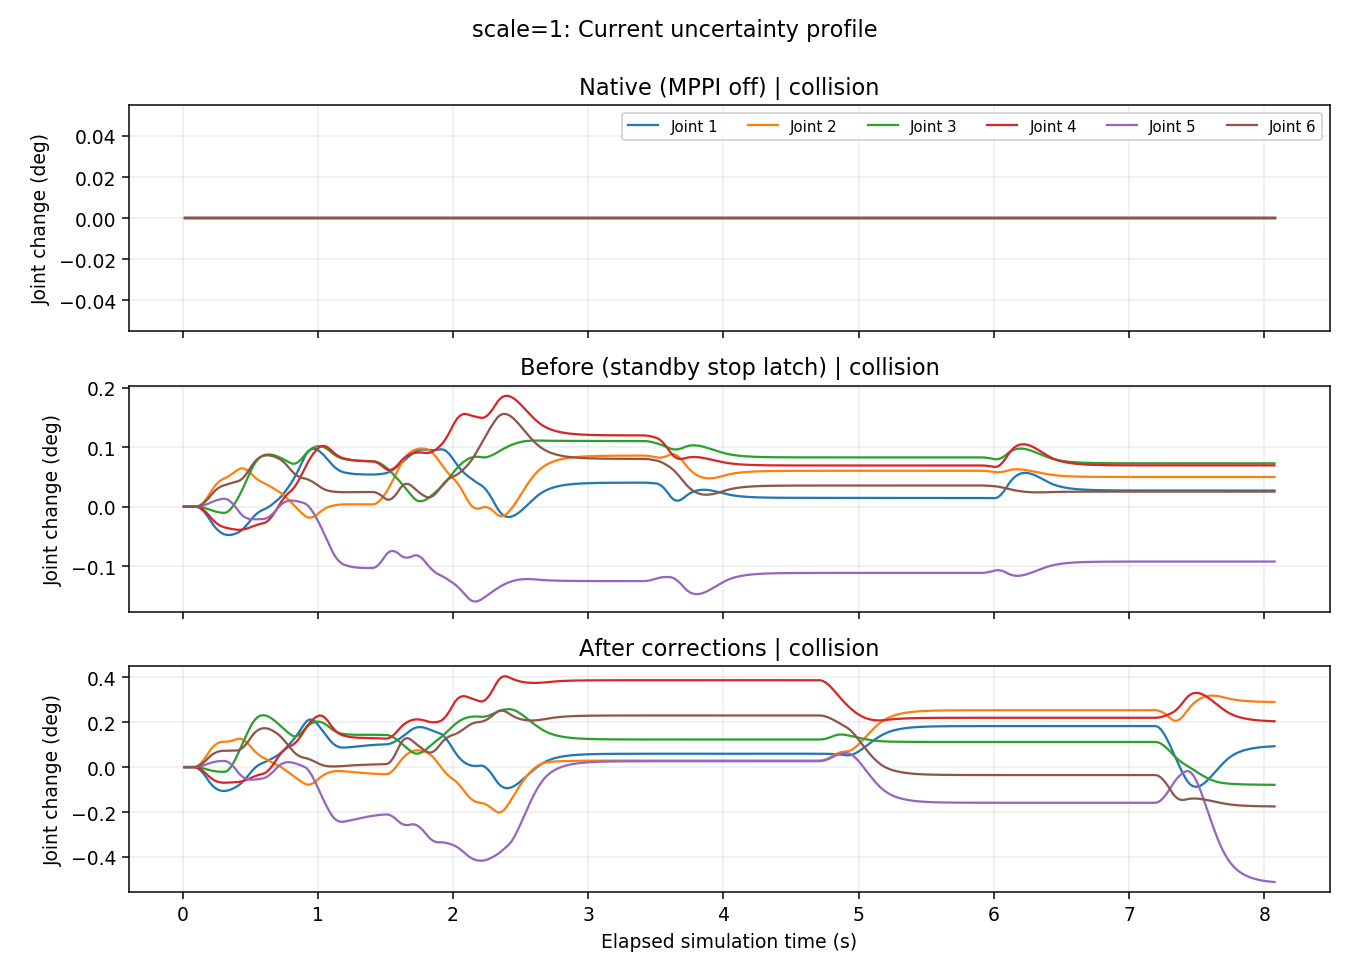 scale=1: Current uncertainty profile
Native (MPPI off) | collision
Joint 1 Joint 2 Joint 3 Joint 4 Joint 5 Joint 6
Joint change (deg)
0.04
0.02
0.00
−0.02
−0.04
Before (standby stop latch) | collision
Joint change (deg)
0.2
0.1
0.0
−0.1
After corrections | collision
Joint change (deg)
0.4
0.2
0.0
−0.2
−0.4
0 1 2 3 4 5 6 7 8
Elapsed simulation time (s)